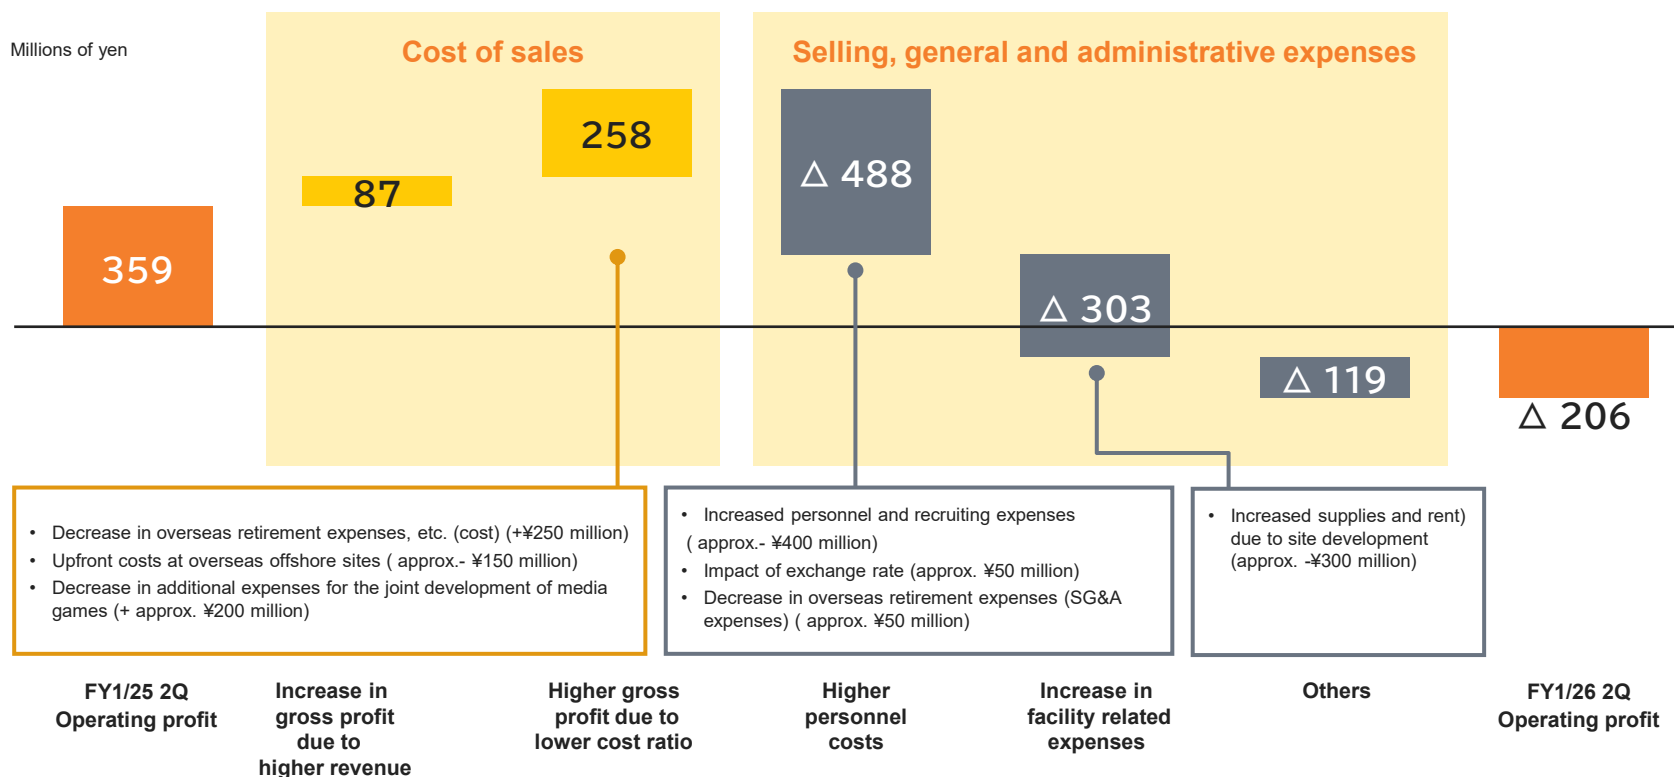 Millions of yen
Cost of sales
Selling, general and administrative expenses
359
87
258
△ 488
△ 303
△ 119
△ 206
• Decrease in overseas retirement expenses, etc. (cost) (+¥250 million)
• Upfront costs at overseas offshore sites ( approx.- ¥150 million)
• Decrease in additional expenses for the joint development of media
games (+ approx. ¥200 million)
• Increased personnel and recruiting expenses
( approx.- ¥400 million)
• Impact of exchange rate (approx. ¥50 million)
• Decrease in overseas retirement expenses (SG&A
expenses) ( approx. ¥50 million)
• Increased supplies and rent)
due to site development
(approx. -¥300 million)
FY1/25 2Q
Operating profit
Increase in
gross profit
due to
higher revenue
Higher gross
profit due to
lower cost ratio
Higher
personnel
costs
Increase in
facility related
expenses
Others
FY1/26 2Q
Operating profit